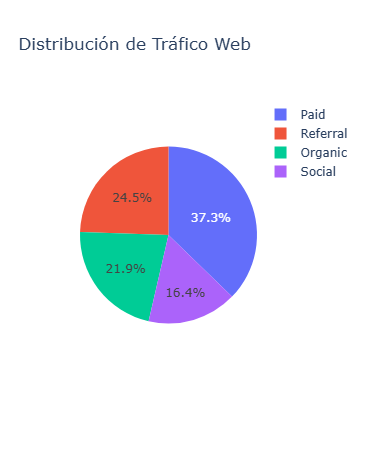 Distribución de Tráfico Web
Paid
Referral
Organic
Social
24.5%
37.3%
21.9%
16.4%